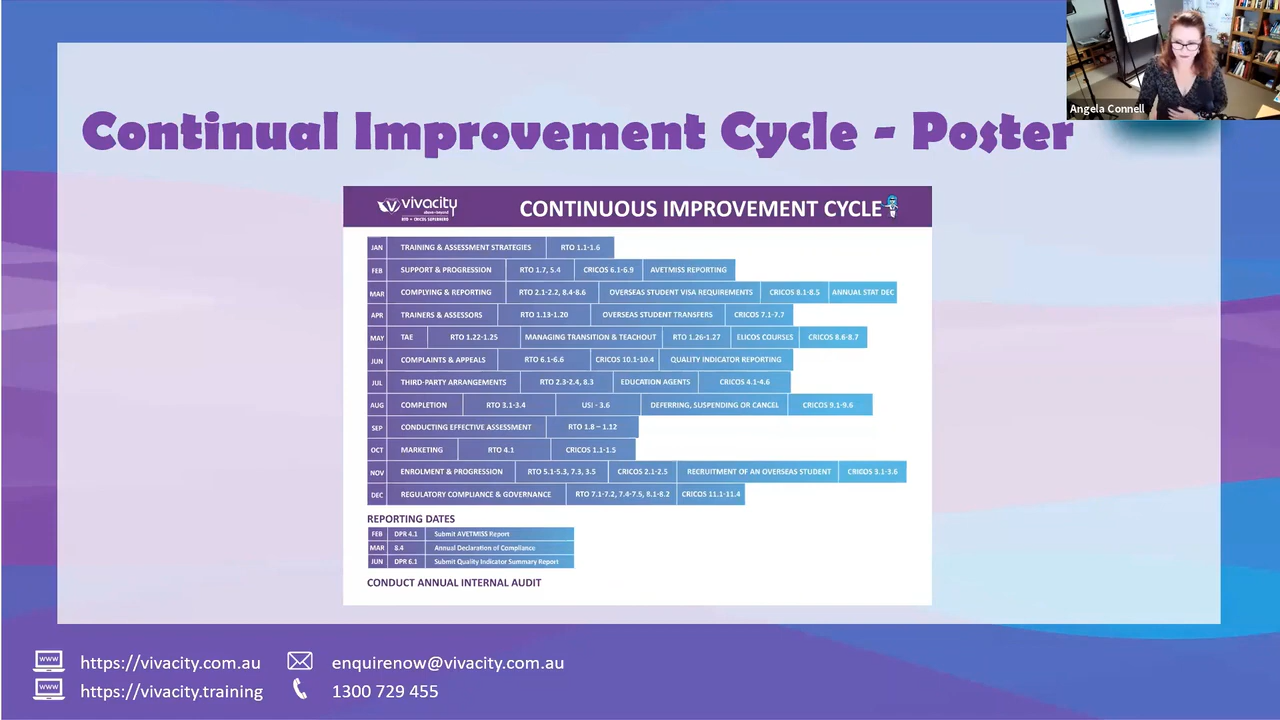 Angela Connell
Continual Improvement Cycle - Poster
vivacity
above+beyond
RTO + CRICOS SUPERHERO
CONTINUOUS IMPROVEMENT CYCLE
JAN TRAINING & ASSESSMENT STRATEGIES RTO 1.1-1.6
FEB SUPPORT & PROGRESSION RTO 1.7, 5.4 CRICOS 6.1-6.9 AVETMISS REPORTING
MAR COMPLYING & REPORTING RTO 2.1-2.2, 8.4-8.6 OVERSEAS STUDENT VISA REQUIREMENTS CRICOS 8.1-8.5 ANNUAL STAT DEC
APR TRAINERS & ASSESSORS RTO 1.13-1.20 OVERSEAS STUDENT TRANSFERS CRICOS 7.1-7.7
MAY TAE RTO 1.22-1.25 MANAGING TRANSITION & TEACHOUT RTO 1.26-1.27 ELICOS COURSES CRICOS 8.6-8.7
JUN COMPLAINTS & APPEALS RTO 6.1-6.6 CRICOS 10.1-10.4 QUALITY INDICATOR REPORTING
JUL THIRD-PARTY ARRANGEMENTS RTO 2.3-2.4, 8.3 EDUCATION AGENTS CRICOS 4.1-4.6
AUG COMPLETION RTO 3.1-3.4 USI - 3.6 DEFERRING, SUSPENDING OR CANCEL CRICOS 9.1-9.6
SEP CONDUCTING EFFECTIVE ASSESSMENT RTO 1.8 – 1.12
OCT MARKETING RTO 4.1 CRICOS 1.1-1.5
NOV ENROLMENT & PROGRESSION RTO 5.1-5.3, 7.3, 3.5 CRICOS 2.1-2.5 RECRUITMENT OF AN OVERSEAS STUDENT CRICOS 3.1-3.6
DEC REGULATORY COMPLIANCE & GOVERNANCE RTO 7.1-7.2, 7.4-7.5, 8.1-8.2 CRICOS 11.1-11.4
REPORTING DATES
FEB DPR 4.1 Submit AVETMISS Report
MAR 8.4 Annual Declaration of Compliance
JUN DPR 6.1 Submit Quality Indicator Summary Report
CONDUCT ANNUAL INTERNAL AUDIT
www https://vivacity.com.au enquirenow@vivacity.com.au
www https://vivacity.training 1300 729 455